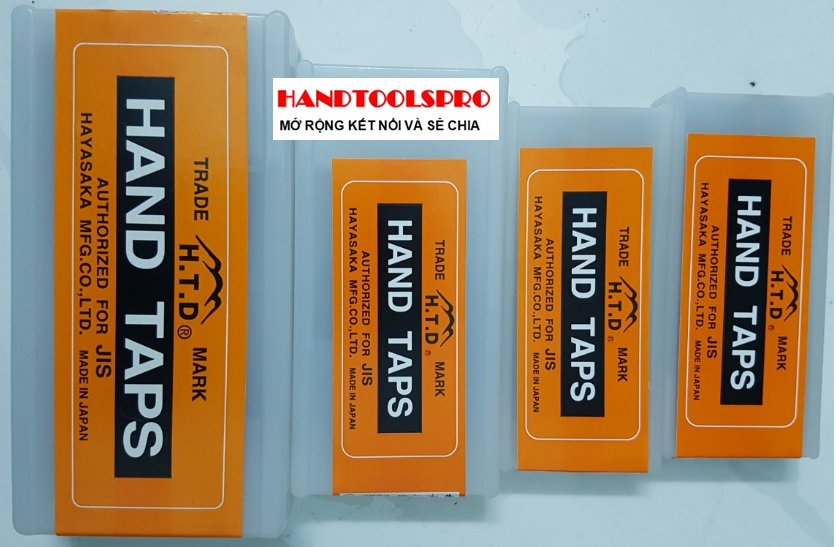 HANDTOOLSPRO
MỞ RỘNG KẾT NỐI VÀ SẺ CHIA
TRADE MARK
H.T.D®
HAND TAPS
AUTHORIZED FOR JIS
HAYASAKA MFG.CO.,LTD. MADE IN JAPAN
TRADE MARK
H.T.D®
HAND TAPS
AUTHORIZED FOR JIS
HAYASAKA MFG.CO.,LTD. MADE IN JAPAN
TRADE MARK
H.T.D®
HAND TAPS
AUTHORIZED FOR JIS
HAYASAKA MFG.CO.,LTD. MADE IN JAPAN
TRADE MARK
H.T.D®
HAND TAPS
AUTHORIZED FOR JIS
HAYASAKA MFG.CO.,LTD. MADE IN JAPAN